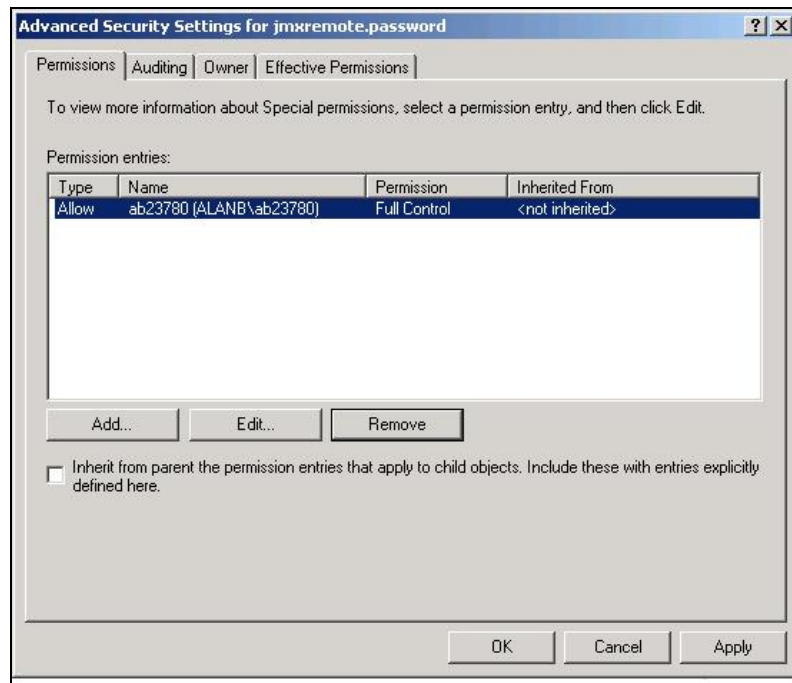 Advanced Security Settings for jmxremote.password
Permissions Auditing Owner Effective Permissions
To view more information about Special permissions, select a permission entry, and then click Edit.
Permission entries:
Type Name Permission Inherited From
Allow ab23780 (ALANB\ab23780) Full Control <not inherited>
Add... Edit... Remove
Inherit from parent the permission entries that apply to child objects. Include these with entries explicitly
defined here.
OK Cancel Apply